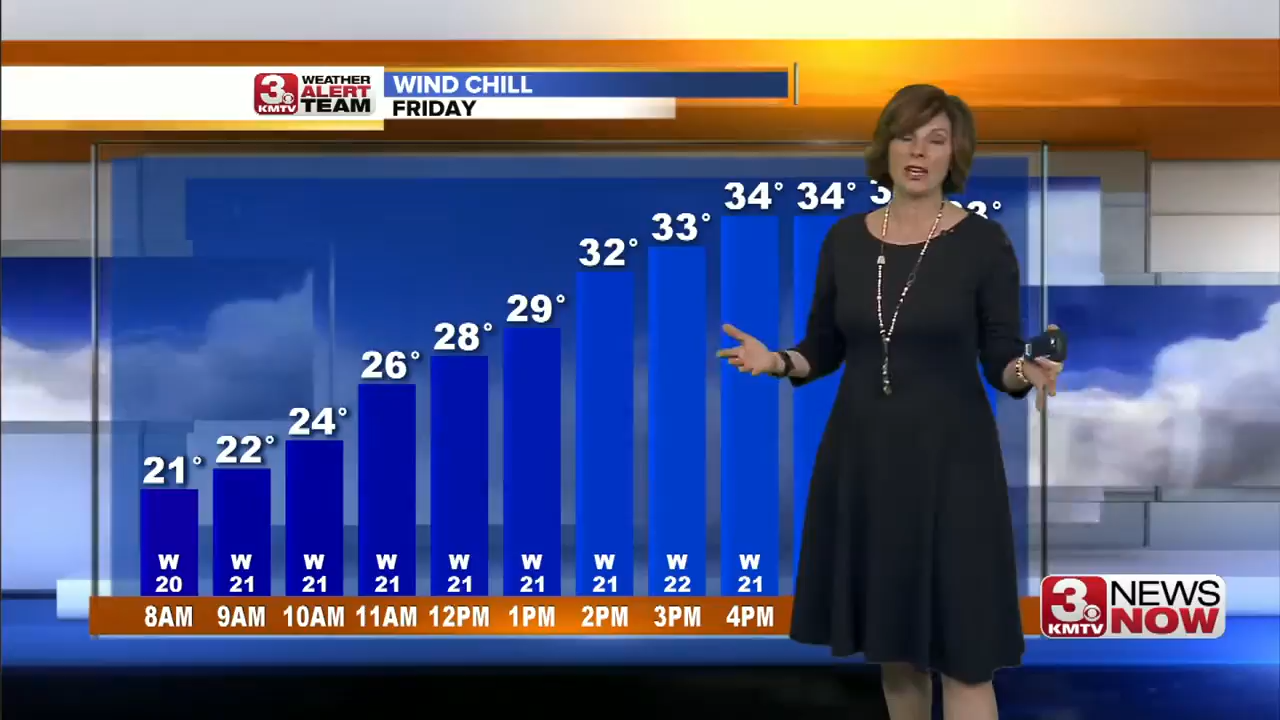 3 KMTV
WEATHER
ALERT
TEAM
WIND CHILL
FRIDAY
21° 22° 24° 26° 28° 29° 32° 33° 34° 34°
W W W W W W W W W
20 21 21 21 21 21 21 22 21
8AM 9AM 10AM 11AM 12PM 1PM 2PM 3PM 4PM
3 KMTV
NEWS
NOW